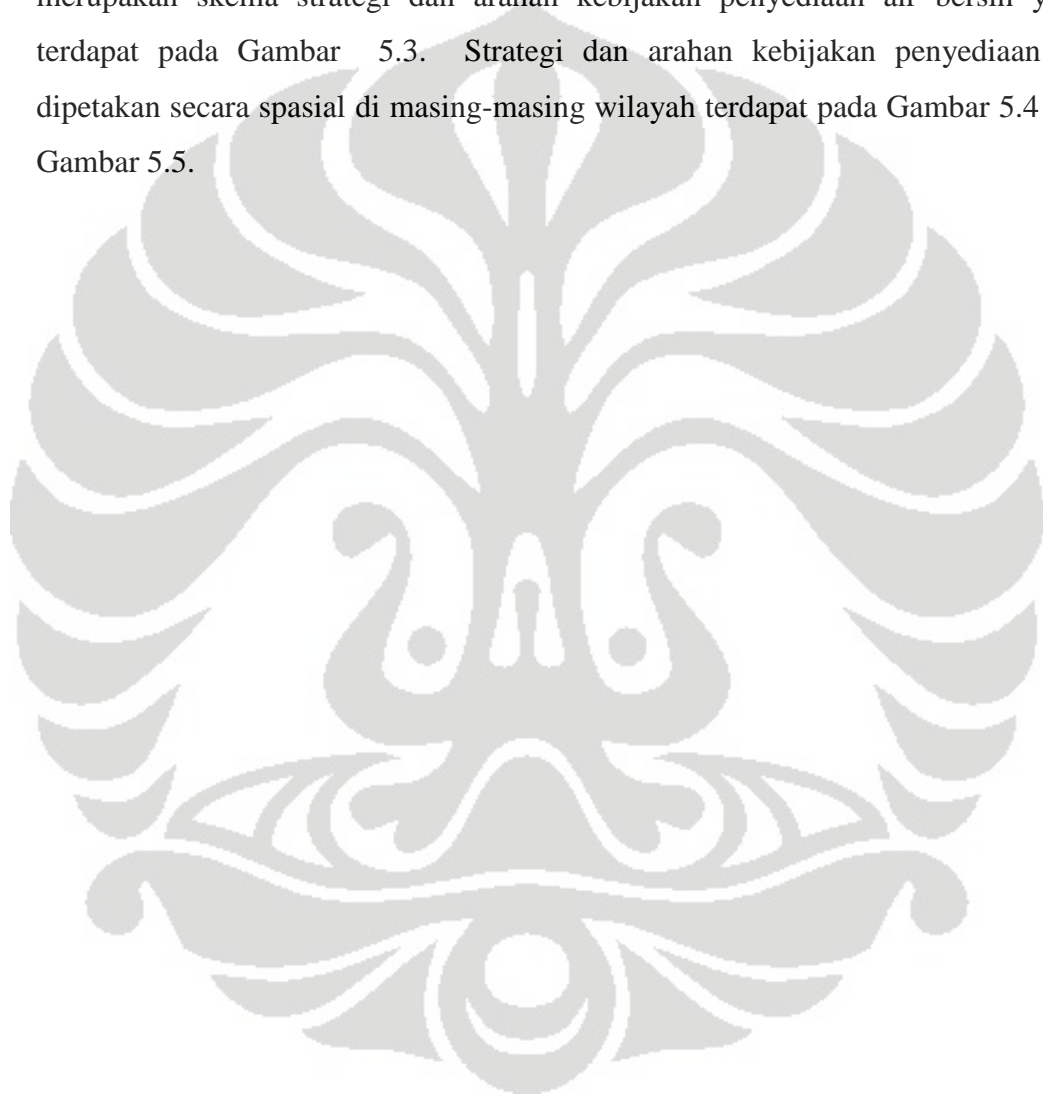 merupakan skema strategi dan arahan kebijakan penyediaan air bersih
terdapat pada Gambar 5.3. Strategi dan arahan kebijakan penyediaan
dipetakan secara spasial di masing-masing wilayah terdapat pada Gambar 5.4
Gambar 5.5.